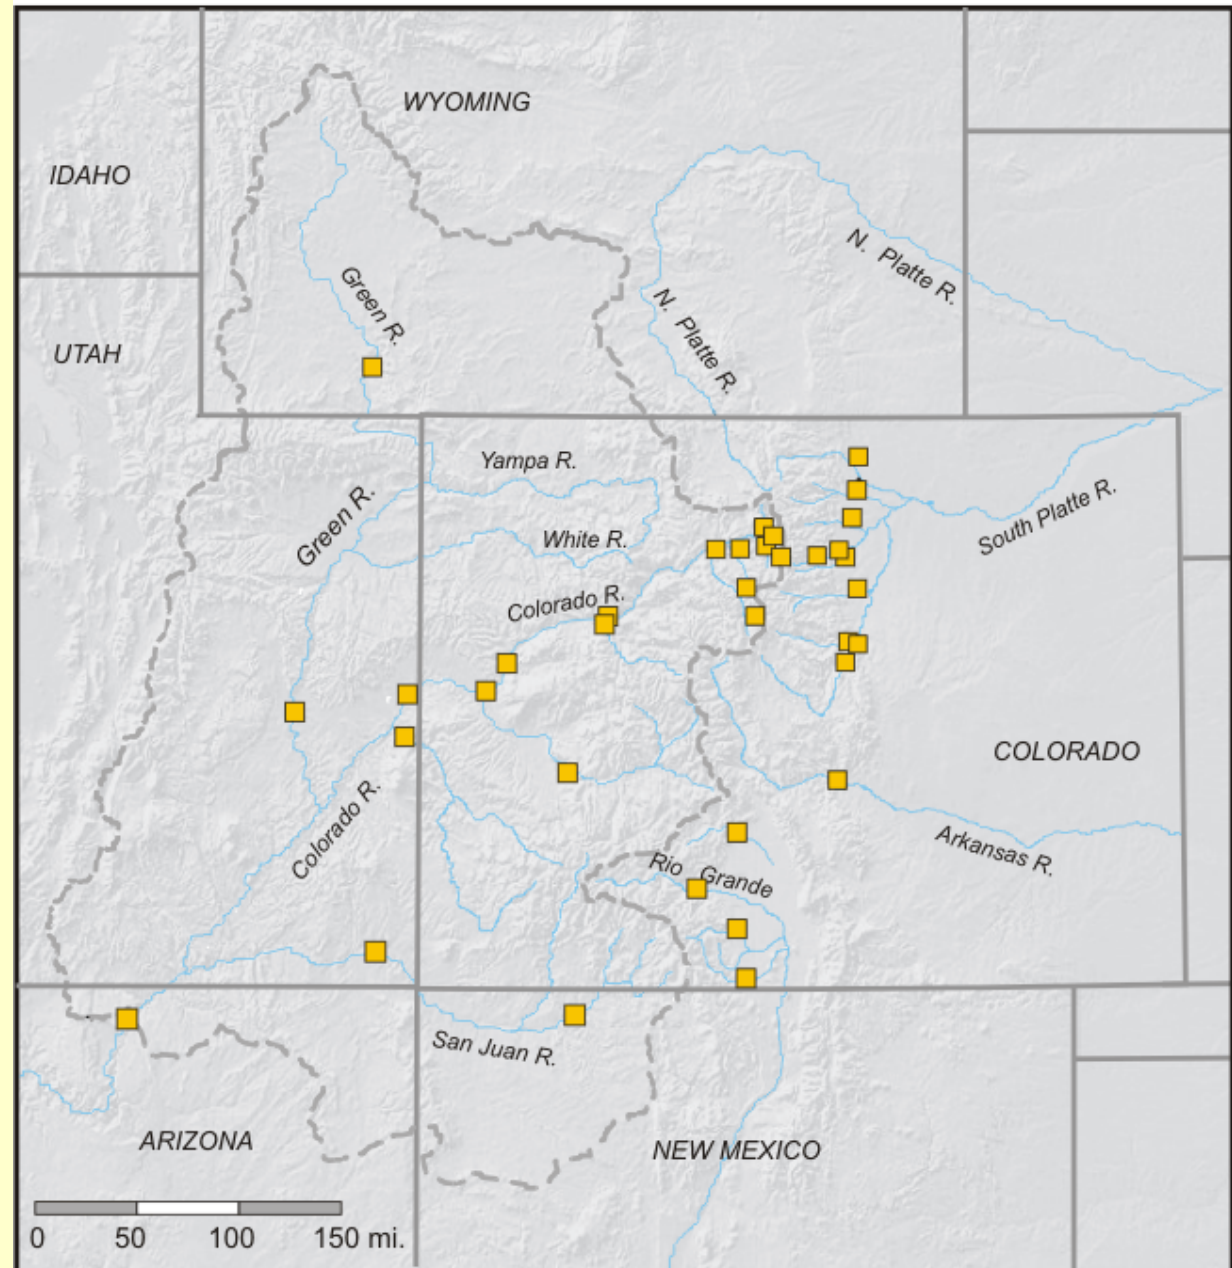 WYOMING
IDAHO
N. Platte R.
Green R.
N. Platte R.
UTAH
Yampa R.
Green R.
South Platte R.
White R.
Colorado R.
COLORADO
Colorado R.
Arkansas R.
Rio Grande
San Juan R.
ARIZONA
NEW MEXICO
0 50 100 150 mi.